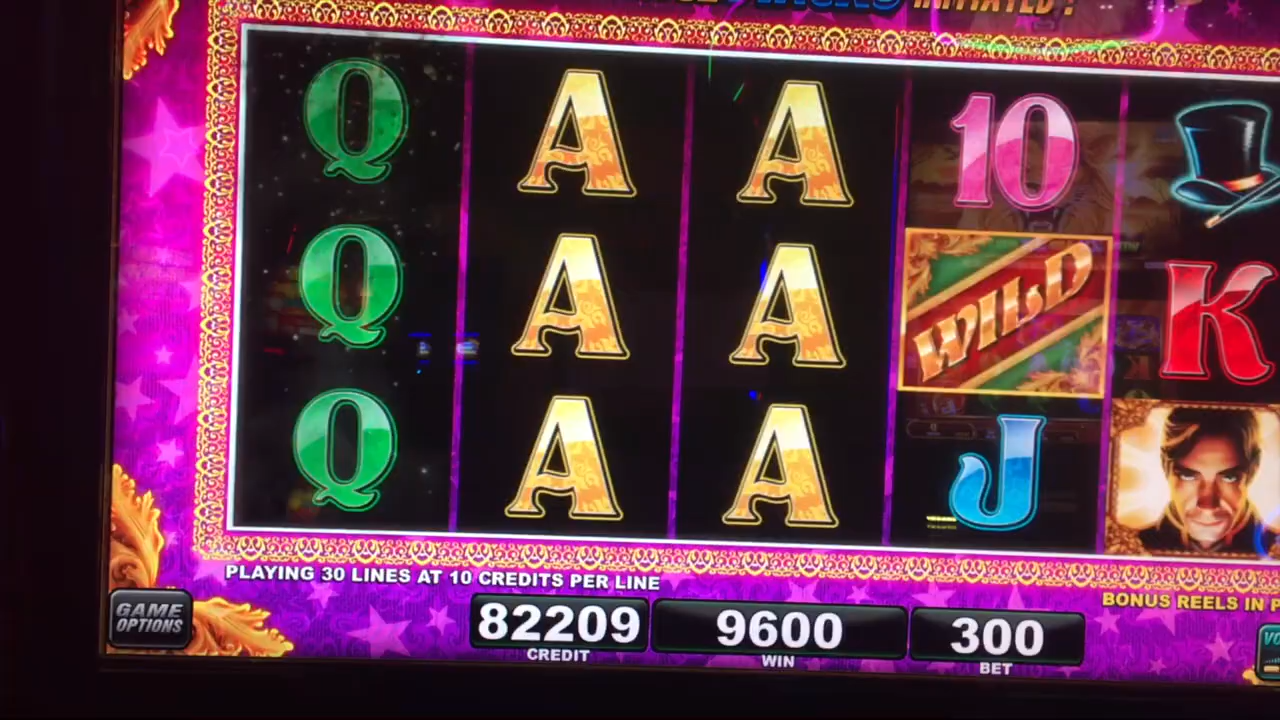 INITIATED!
Q A A 10
Q A A WILD K
Q A A J
PLAYING 30 LINES AT 10 CREDITS PER LINE
BONUS REELS IN
GAME OPTIONS
82209 9600 300
CREDIT WIN BET